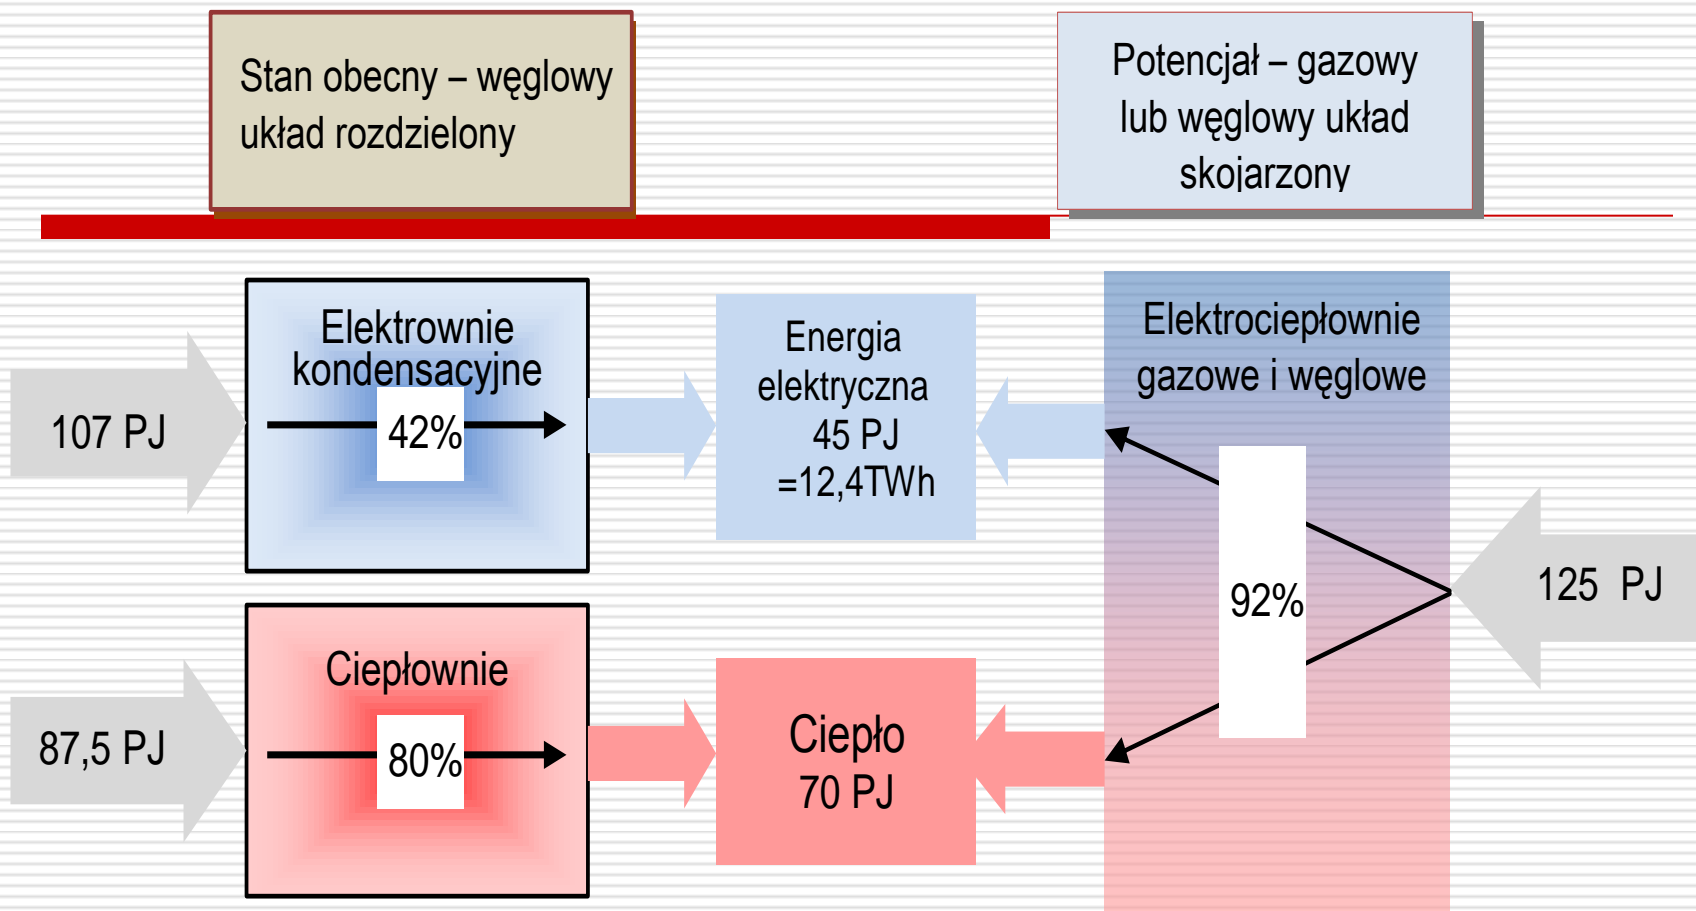 Stan obecny – węglowy
układ rozdzielony
Potencjał – gazowy
lub węglowy układ
skojarzony
107 PJ
Elektrownie
kondensacyjne
42%
Energia
elektryczna
45 PJ
=12,4TWh
Elektrociepłownie
gazowe i węglowe
92%
125 PJ
87,5 PJ
Ciepłownie
80%
Ciepło
70 PJ